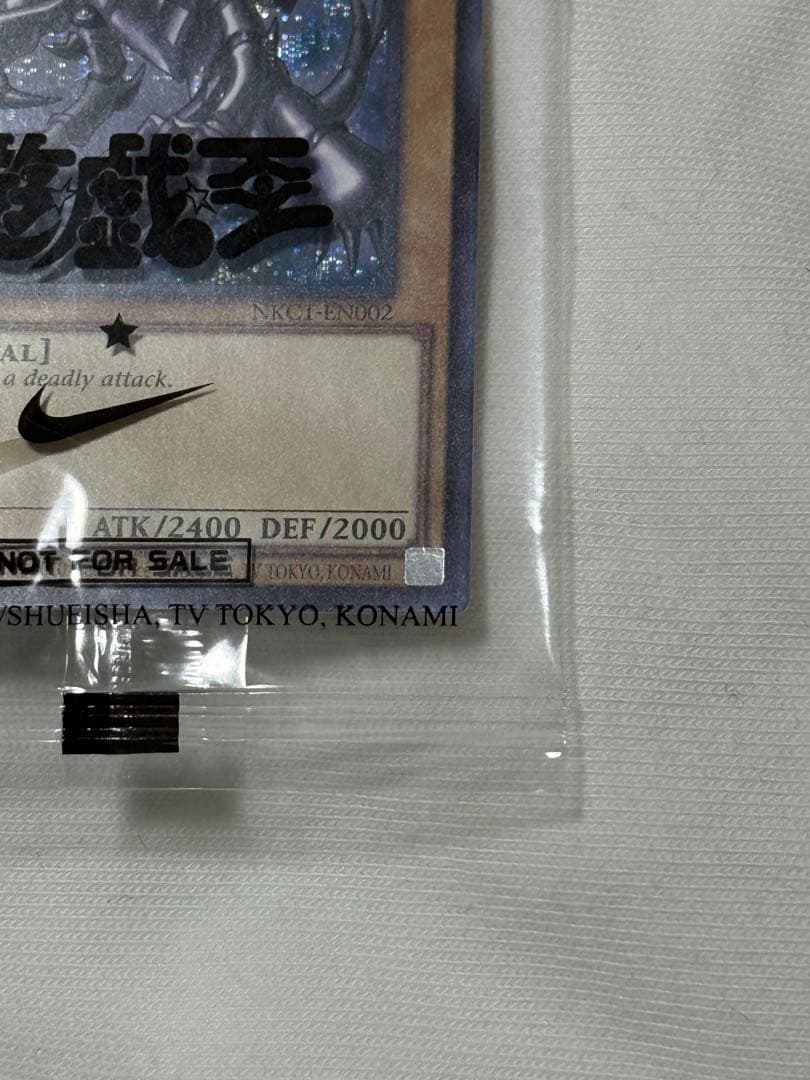 遊戯王
NKC1-EN002
AL]
a deadly attack.
ATK/2400 DEF/2000
NOT FOR SALE
TV TOKYO, KONAMI
/SHUEISHA, TV TOKYO, KONAMI